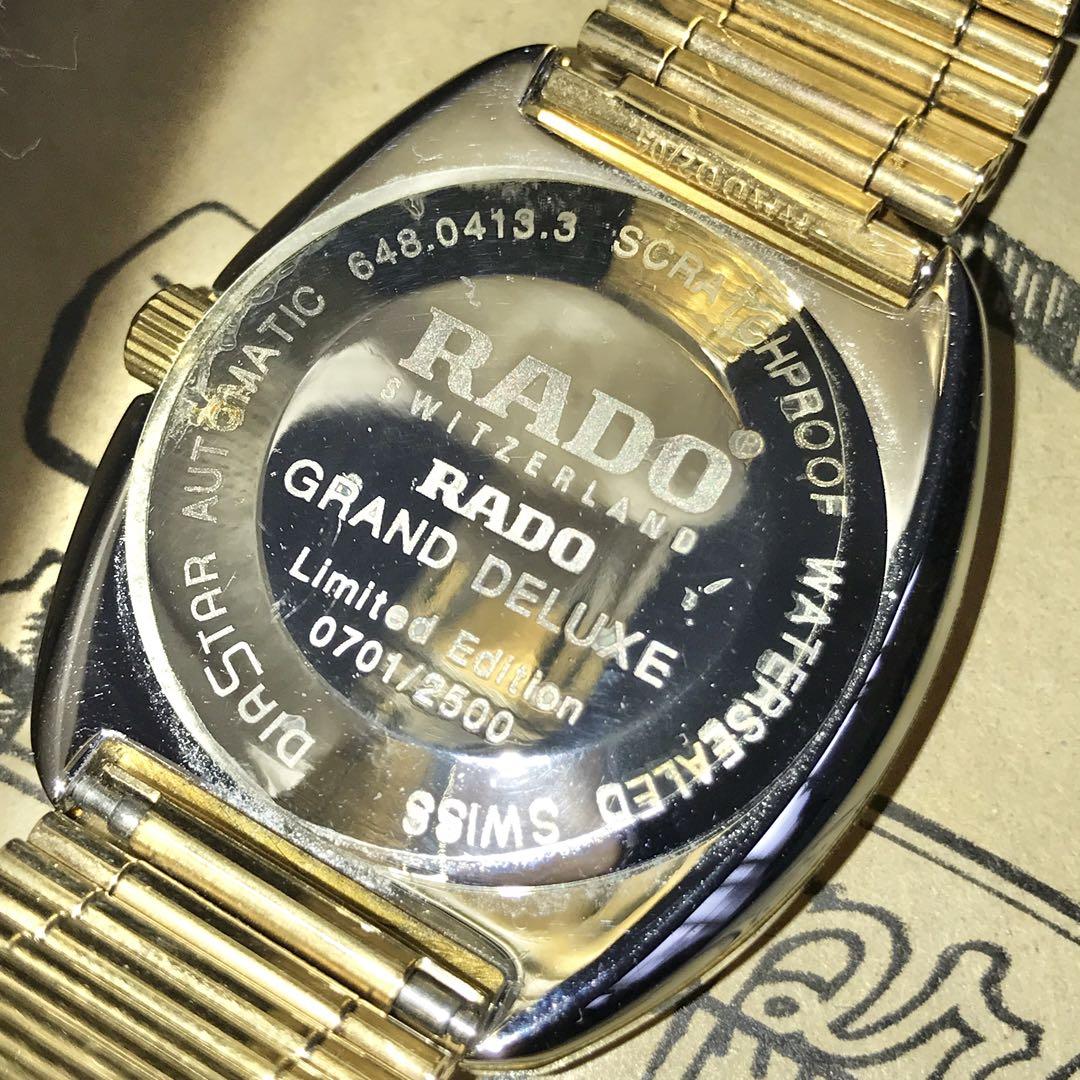 RADO®
SWITZERLAND
RADO
GRAND DELUXE
Limited Edition
0701/2500
DIASTAR AUTOMATIC 648.0413.3 SCRATCHPROOF WATERSEALED SWISS